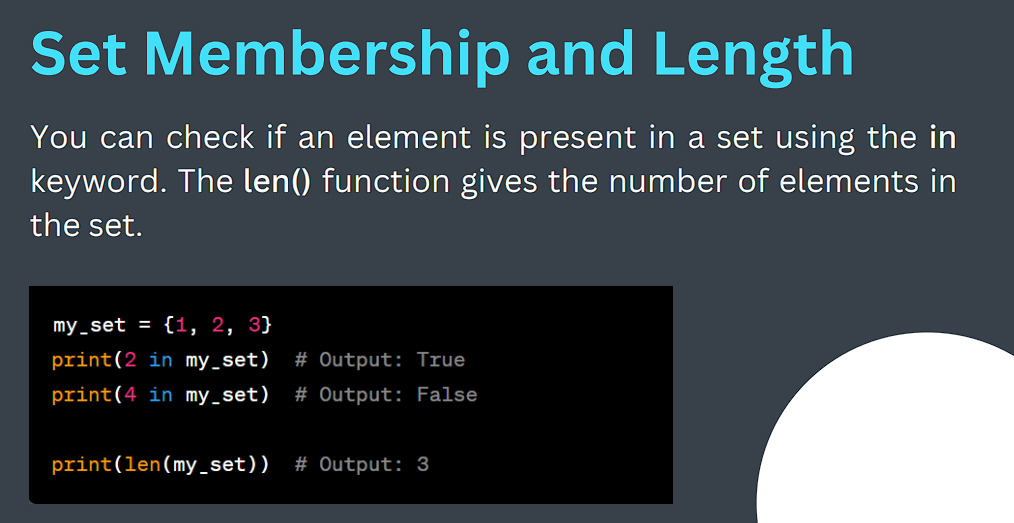 Set Membership and Length
You can check if an element is present in a set using the in
keyword. The len() function gives the number of elements in
the set.
my_set = {1, 2, 3}
print(2 in my_set)  # Output: True
print(4 in my_set)  # Output: False
print(len(my_set))  # Output: 3